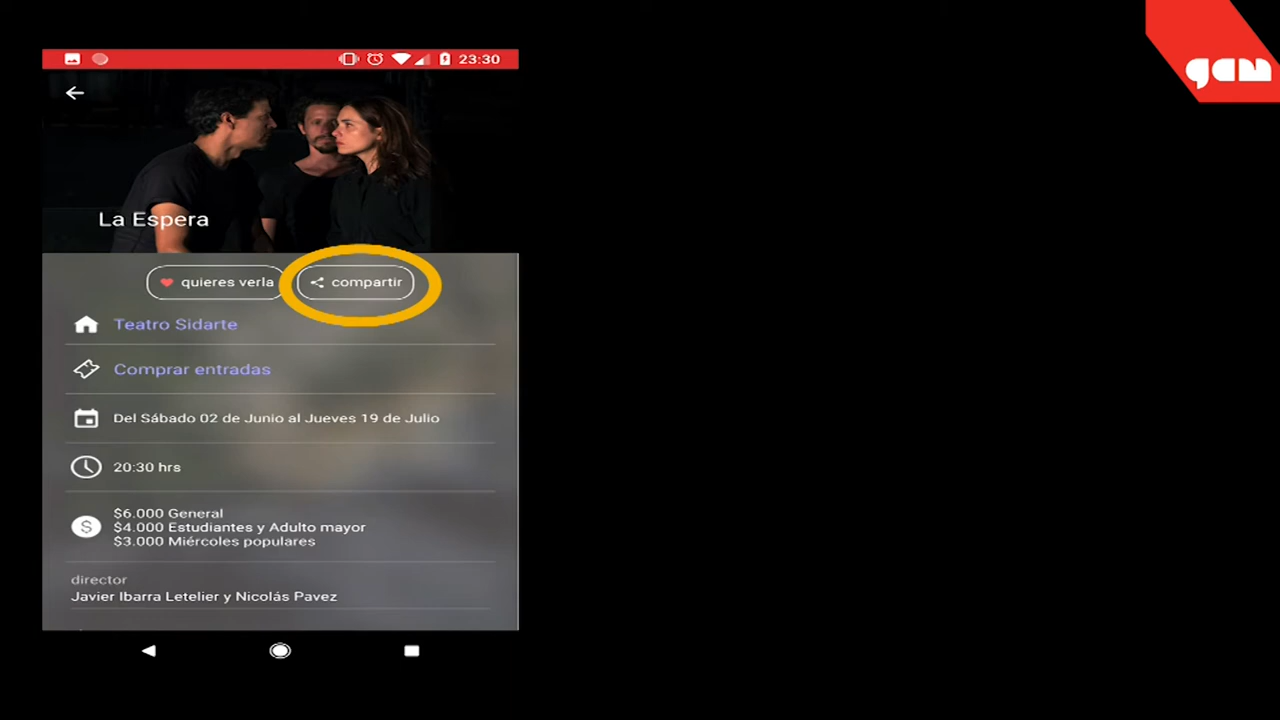 gam
23:30
La Espera
quieres verla
compartir
Teatro Sidarte
Comprar entradas
Del Sábado 02 de Junio al Jueves 19 de Julio
20:30 hrs
$6.000 General
$4.000 Estudiantes y Adulto mayor
$3.000 Miércoles populares
director
Javier Ibarra Letelier y Nicolás Pavez